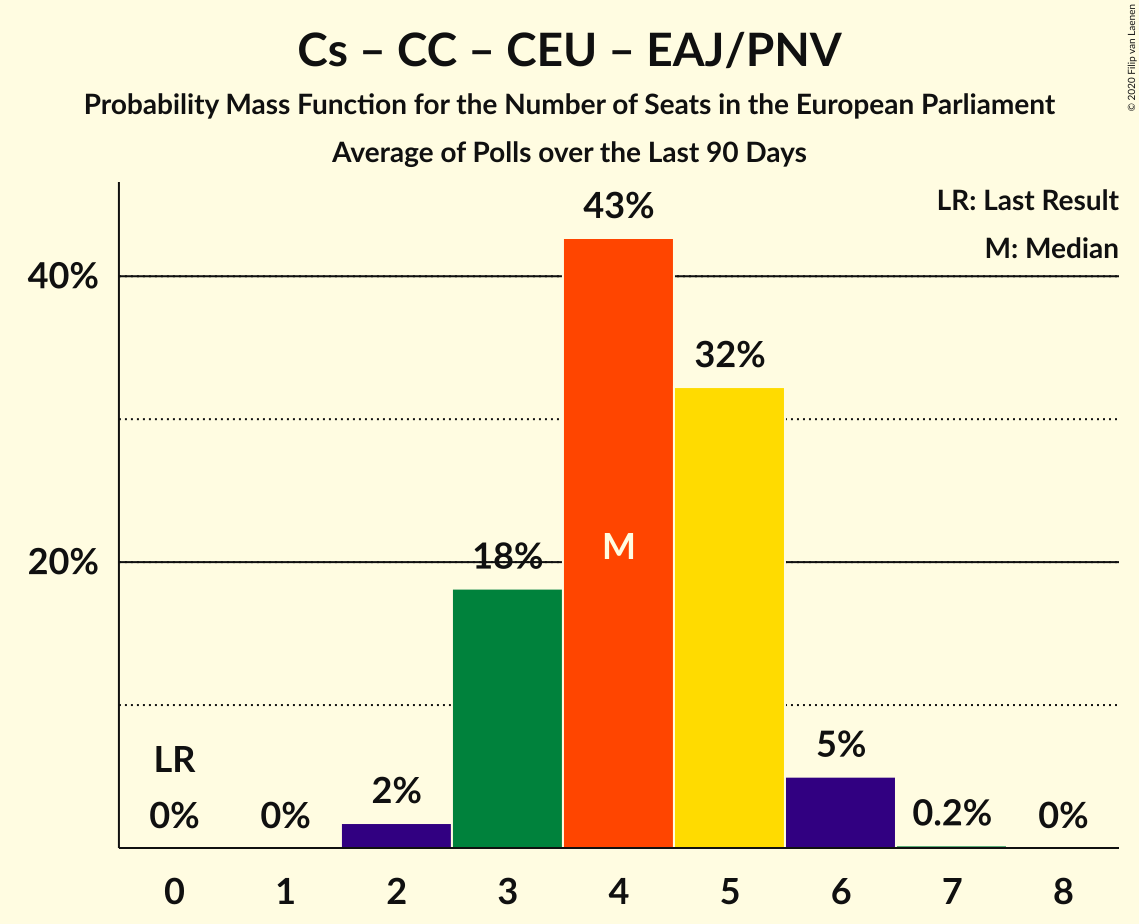 Cs – CC – CEU – EAJ/PNV
Probability Mass Function for the Number of Seats in the European Parliament
Average of Polls over the Last 90 Days
© 2020 Filip van Laenen
LR: Last Result
M: Median
43%
40%
32%
M
18%
20%
LR
5%
2%
0% 0% 0.2% 0%
0 1 2 3 4 5 6 7 8